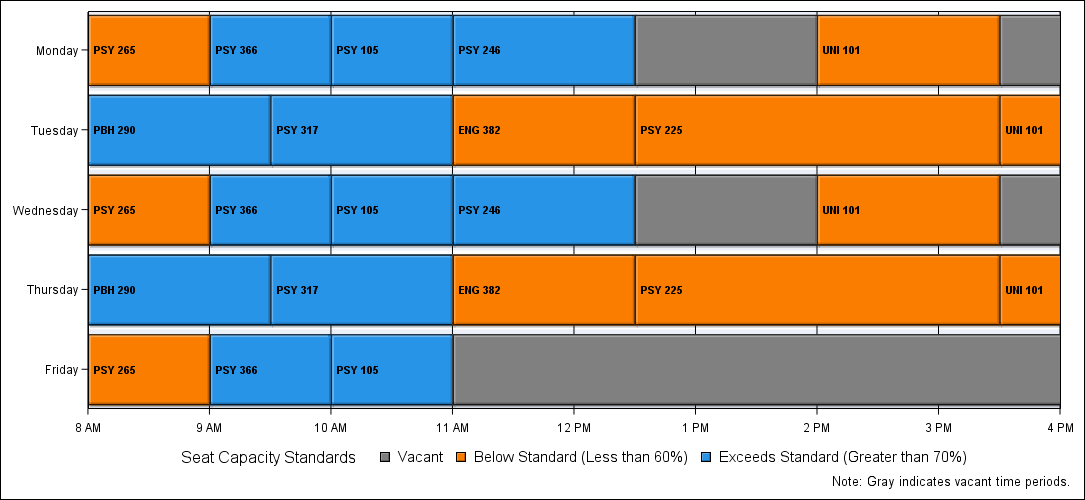 Monday PSY 265 PSY 366 PSY 105 PSY 246 UNI 101
Tuesday PBH 290 PSY 317 ENG 382 PSY 225 UNI 101
Wednesday PSY 265 PSY 366 PSY 105 PSY 246 UNI 101
Thursday PBH 290 PSY 317 ENG 382 PSY 225 UNI 101
Friday PSY 265 PSY 366 PSY 105
8 AM 9 AM 10 AM 11 AM 12 PM 1 PM 2 PM 3 PM 4 PM
Seat Capacity Standards Vacant Below Standard (Less than 60%) Exceeds Standard (Greater than 70%)
Note: Gray indicates vacant time periods.